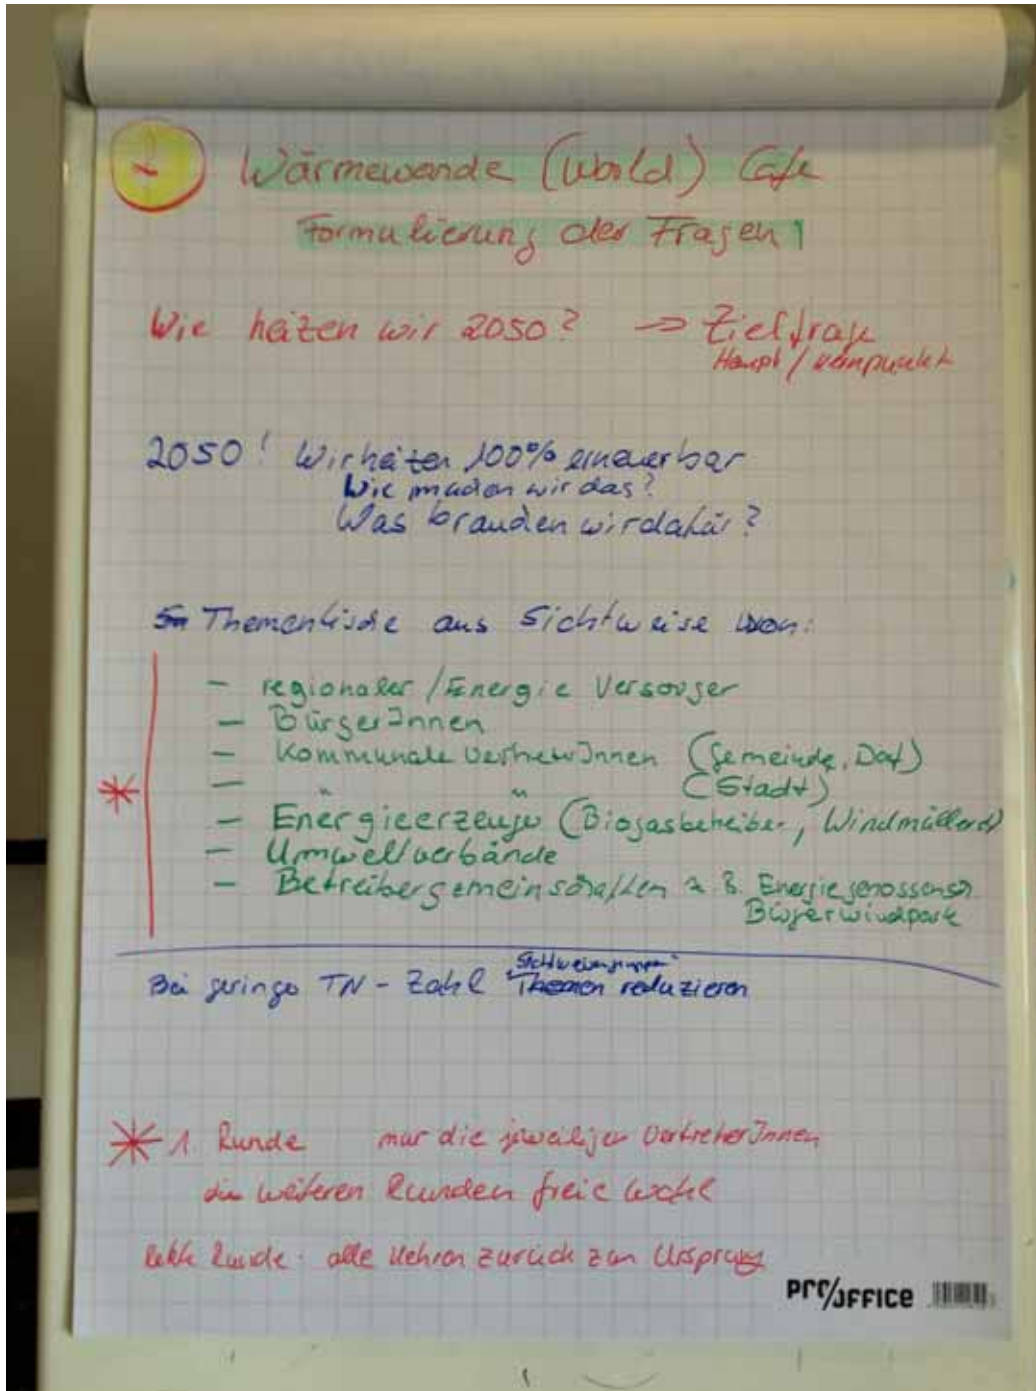 Wärmewende (World) Cafe
Formulierung der Fragen
Wie heizen wir 2050? → Zielfrage
Haupt / Kernpunkt
2050! Wir heizen 100% erneuerbar
Wie machen wir das?
Was brauchen wir dafür?
Thementische aus Sichtweise von:
- regionaler / Energie Versorger
- BürgerInnen
- Kommunale VertreterInnen (Gemeinde, Dorf)
- " " (Stadt)
- Energieerzeuger (Biogasbetreiber, Windmüller)
- Umweltverbände
- Betreibergemeinschaften z. B. Energiegenossensch
Bürgerwindpark
Sichtweisengruppen
Bei geringer TN-Zahl Themen reduzieren
* 1. Runde nur die jeweiligen VertreterInnen
die weiteren Runden freie Wahl
letzte Runde - alle kehren zurück zum Ursprung
PRO/OFFICE